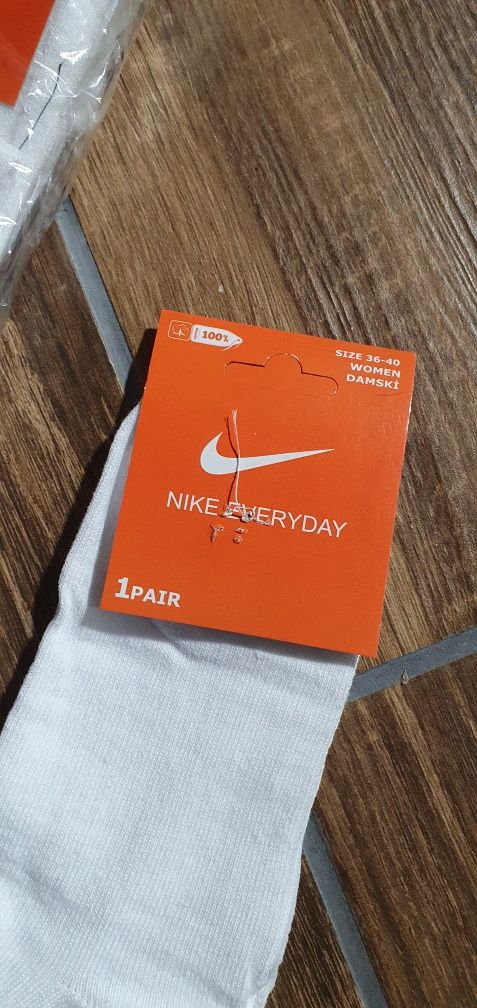 100%
SIZE 36-40
WOMEN
DAMSKİ
NIKE EVERYDAY
1PAIR